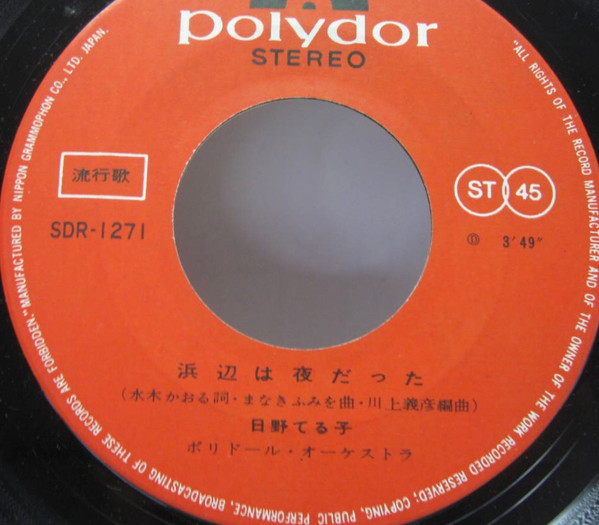 polydor
STEREO
流行歌
ST 45
SDR-1271
Ⓓ 3′49″
浜辺は夜だった
(水木かおる詞・まなきふみを曲・川上義彦編曲)
日野てる子
ポリドール・オーケストラ
"ALL RIGHTS OF THE RECORD MANUFACTURER AND OF THE OWNER OF THE WORK RECORDED RESERVED; COPYING, PUBLIC PERFORMANCE, BROADCASTING OF THESE RECORDS ARE FORBIDDEN." MANUFACTURED BY NIPPON GRAMMOPHON CO., LTD. JAPAN.